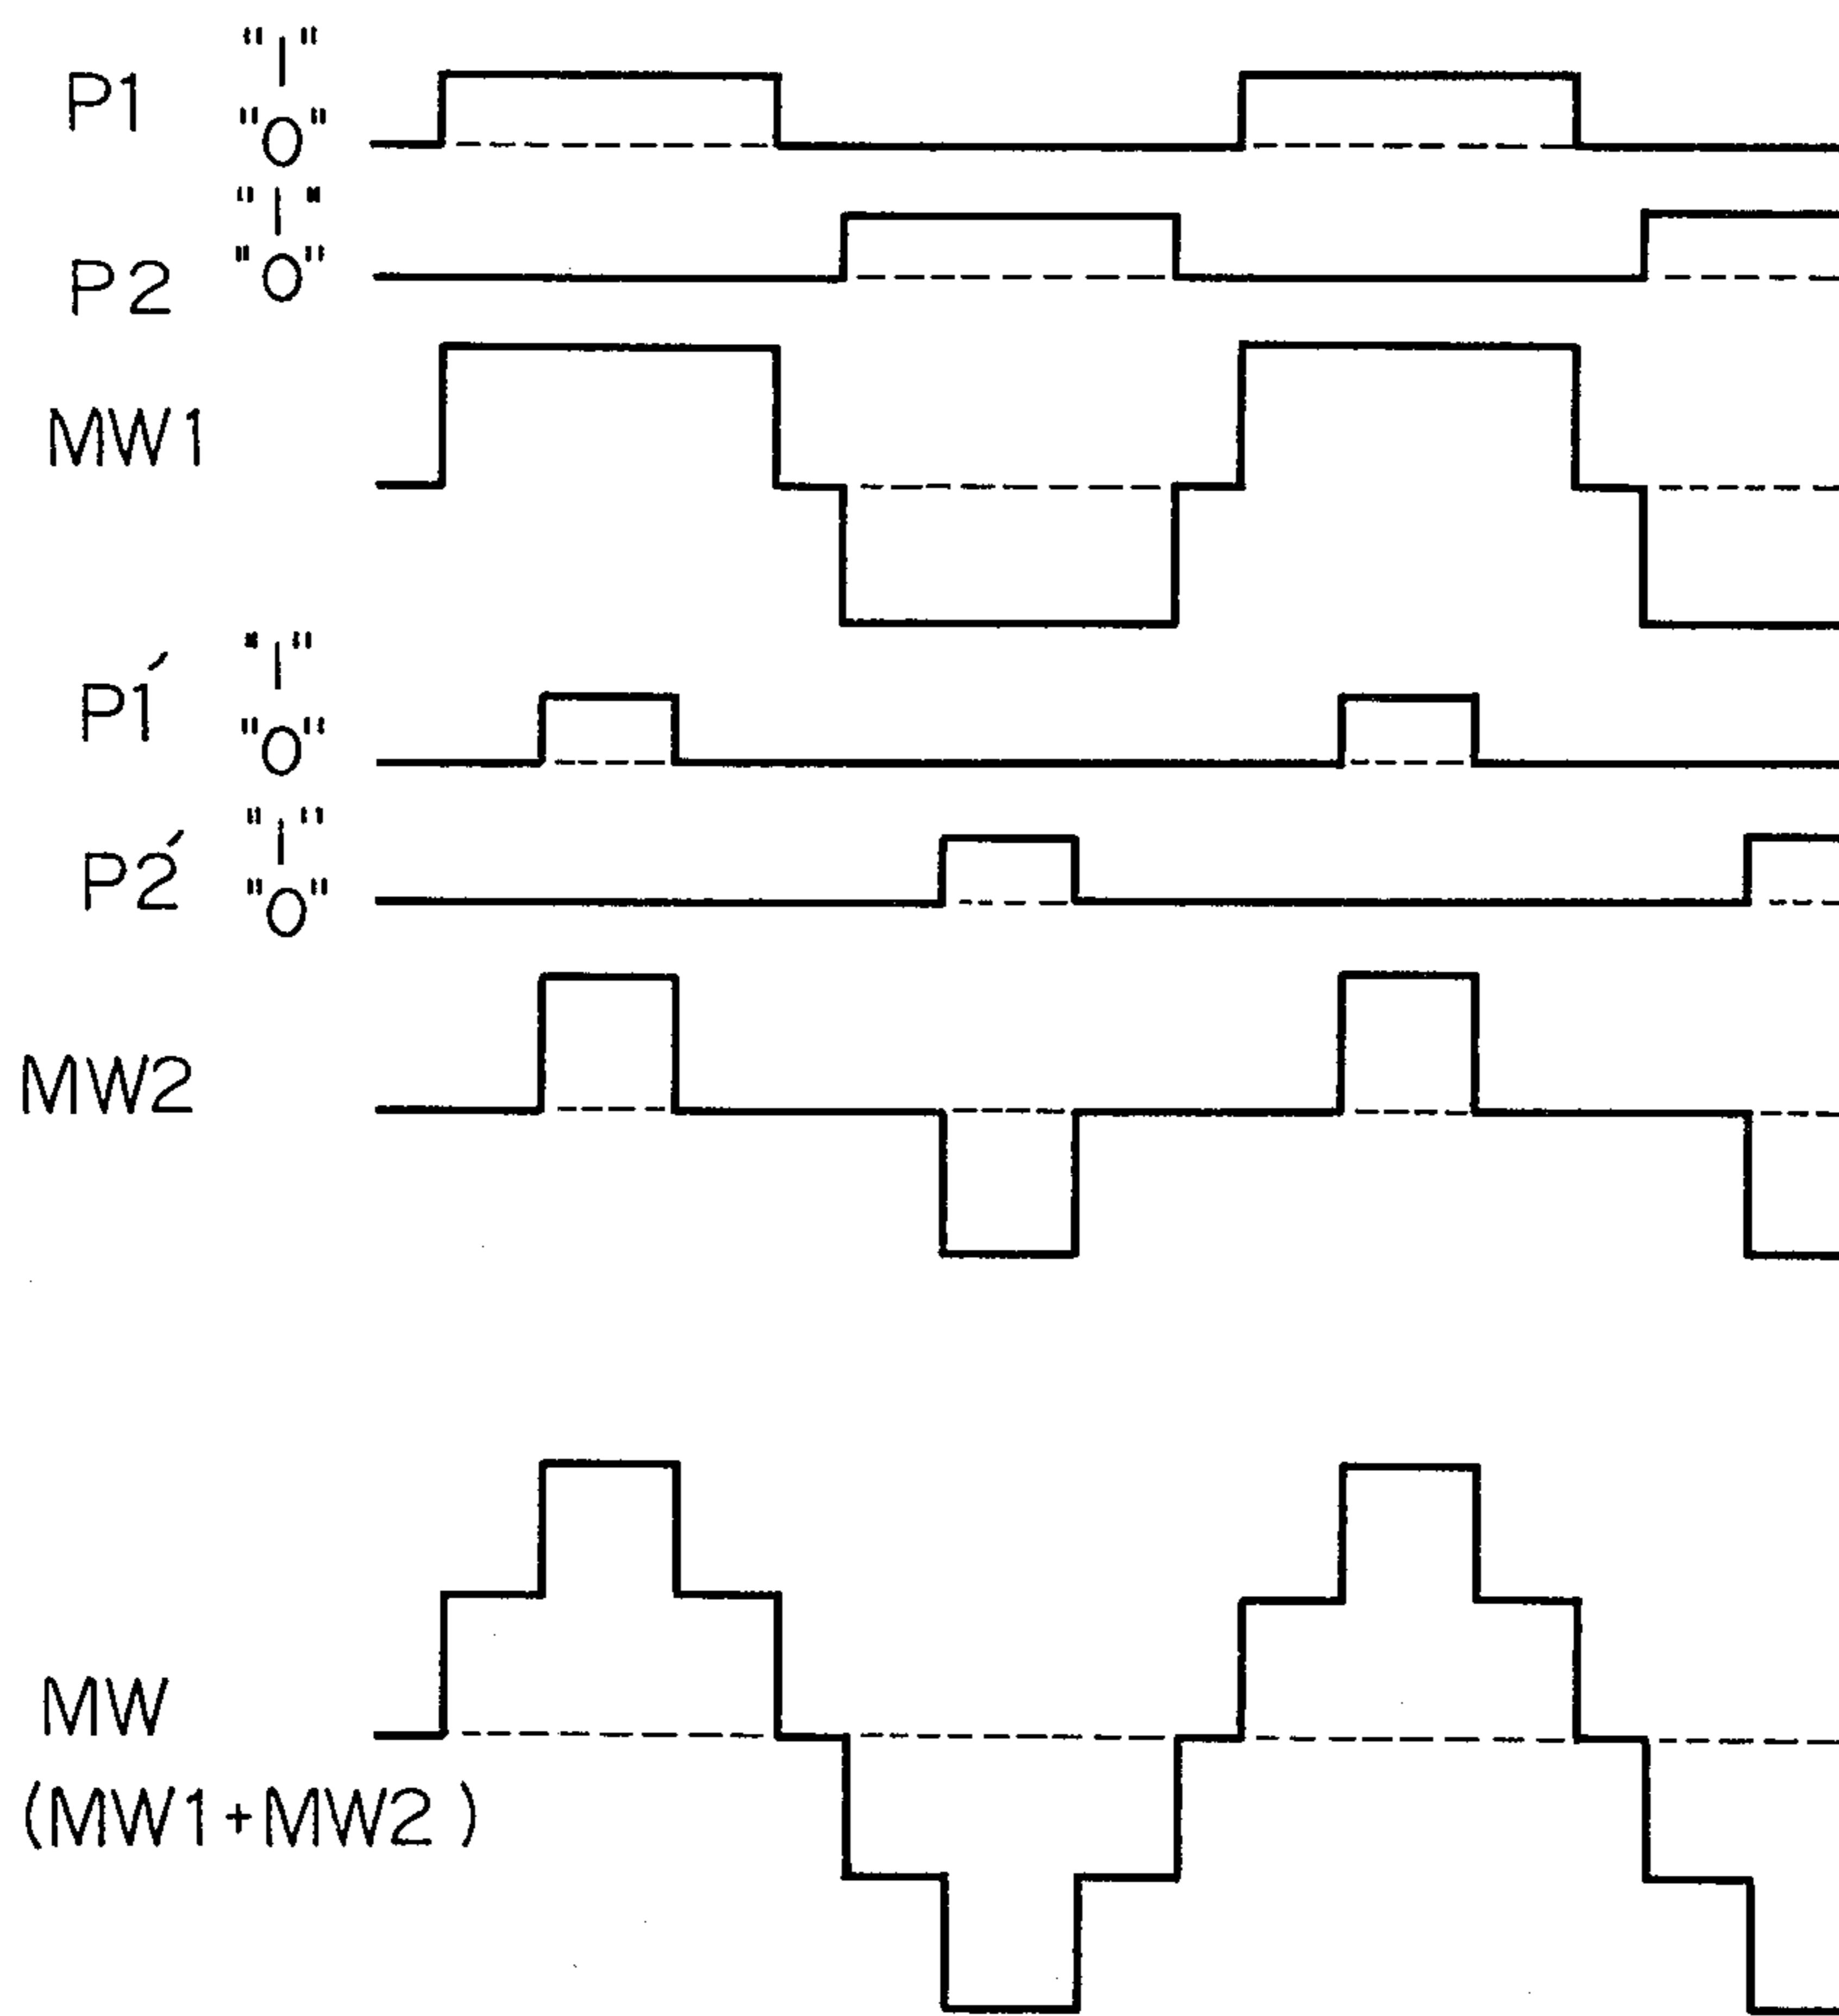 P1 "1"
"0"
P2 "1"
"0"
MW1
P1′ "1"
"0"
P2′ "1"
"0"
MW2
MW
(MW1+MW2)